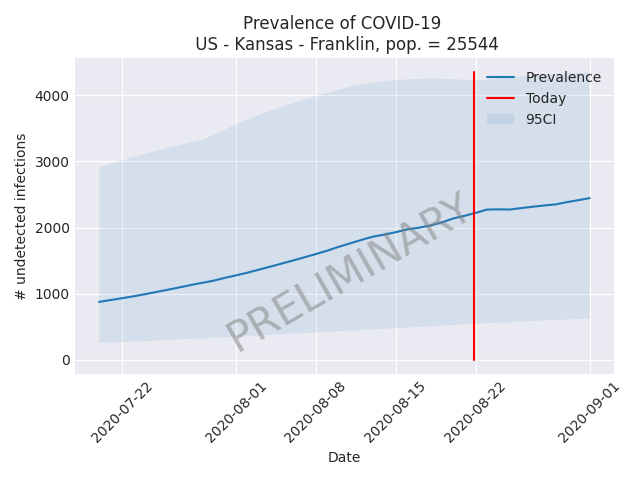 Prevalence of COVID-19
US - Kansas - Franklin, pop. = 25544
# undetected infections
4000
3000
2000
1000
0
Prevalence
Today
95CI
PRELIMINARY
2020-07-22
2020-08-01
2020-08-08
2020-08-15
2020-08-22
2020-09-01
Date